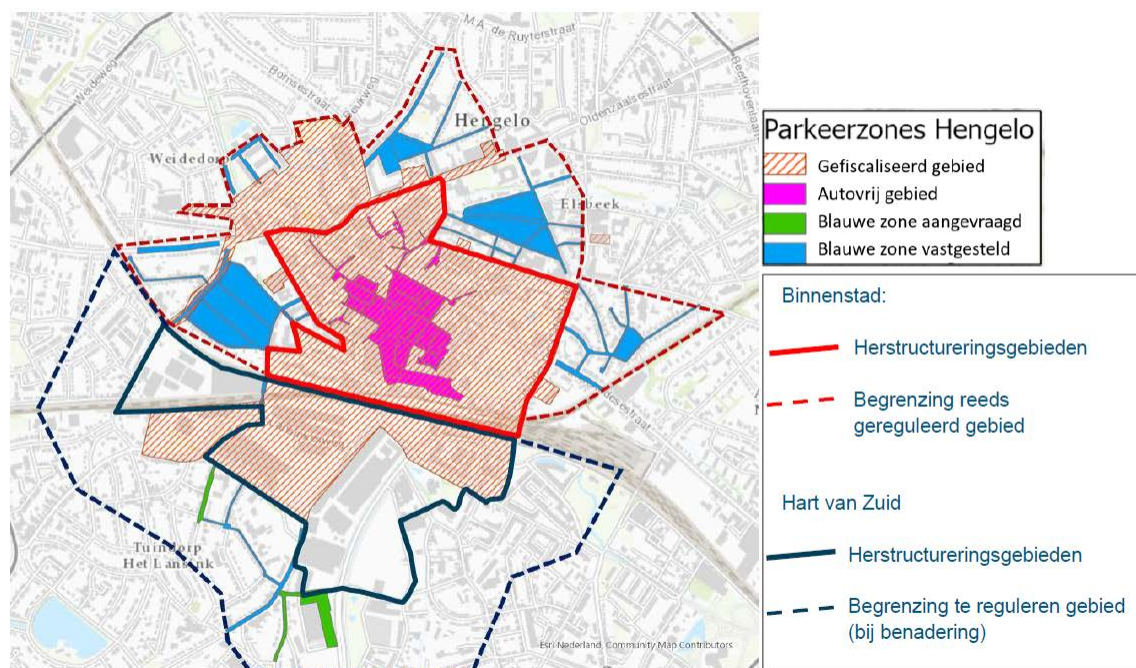 M.A. de Ruyterstraat
Weideweg
Bornsestraat
Hengelo
Oldenzaalsestraat
Weidedorp
Elsbeek
Tuindorp
Het Lansink
Esri Nederland, Community Map Contributors
Parkeerzones Hengelo
Gefiscaliseerd gebied
Autovrij gebied
Blauwe zone aangevraagd
Blauwe zone vastgesteld
Binnenstad:
Herstructureringsgebieden
Begrenzing reeds
gereguleerd gebied
Hart van Zuid
Herstructureringsgebieden
Begrenzing te reguleren gebied
(bij benadering)